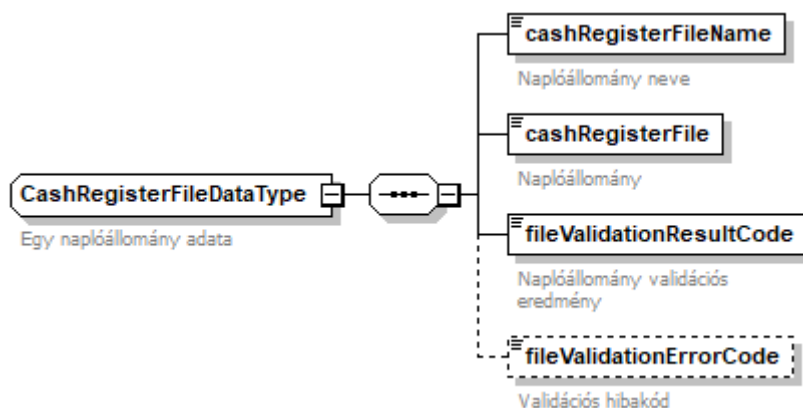 cashRegisterFileName
Naplóállomány neve
cashRegisterFile
Naplóállomány
CashRegisterFileDataType
Egy naplóállomány adata
fileValidationResultCode
Naplóállomány validációs
eredmény
fileValidationErrorCode
Validációs hibakód